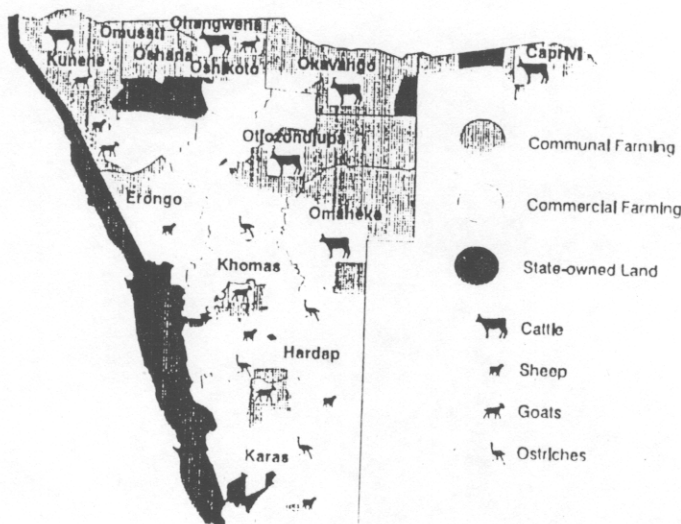 Ohangwena
Omusati
Oshana
Kunene
Oshikoto
Okavango
Caprivi
Otjozondjupa
Communal Farming
Commercial Farming
Erongo
Omaheke
Khomas
State-owned Land
Cattle
Hardap
Sheep
Goats
Ostriches
Karas